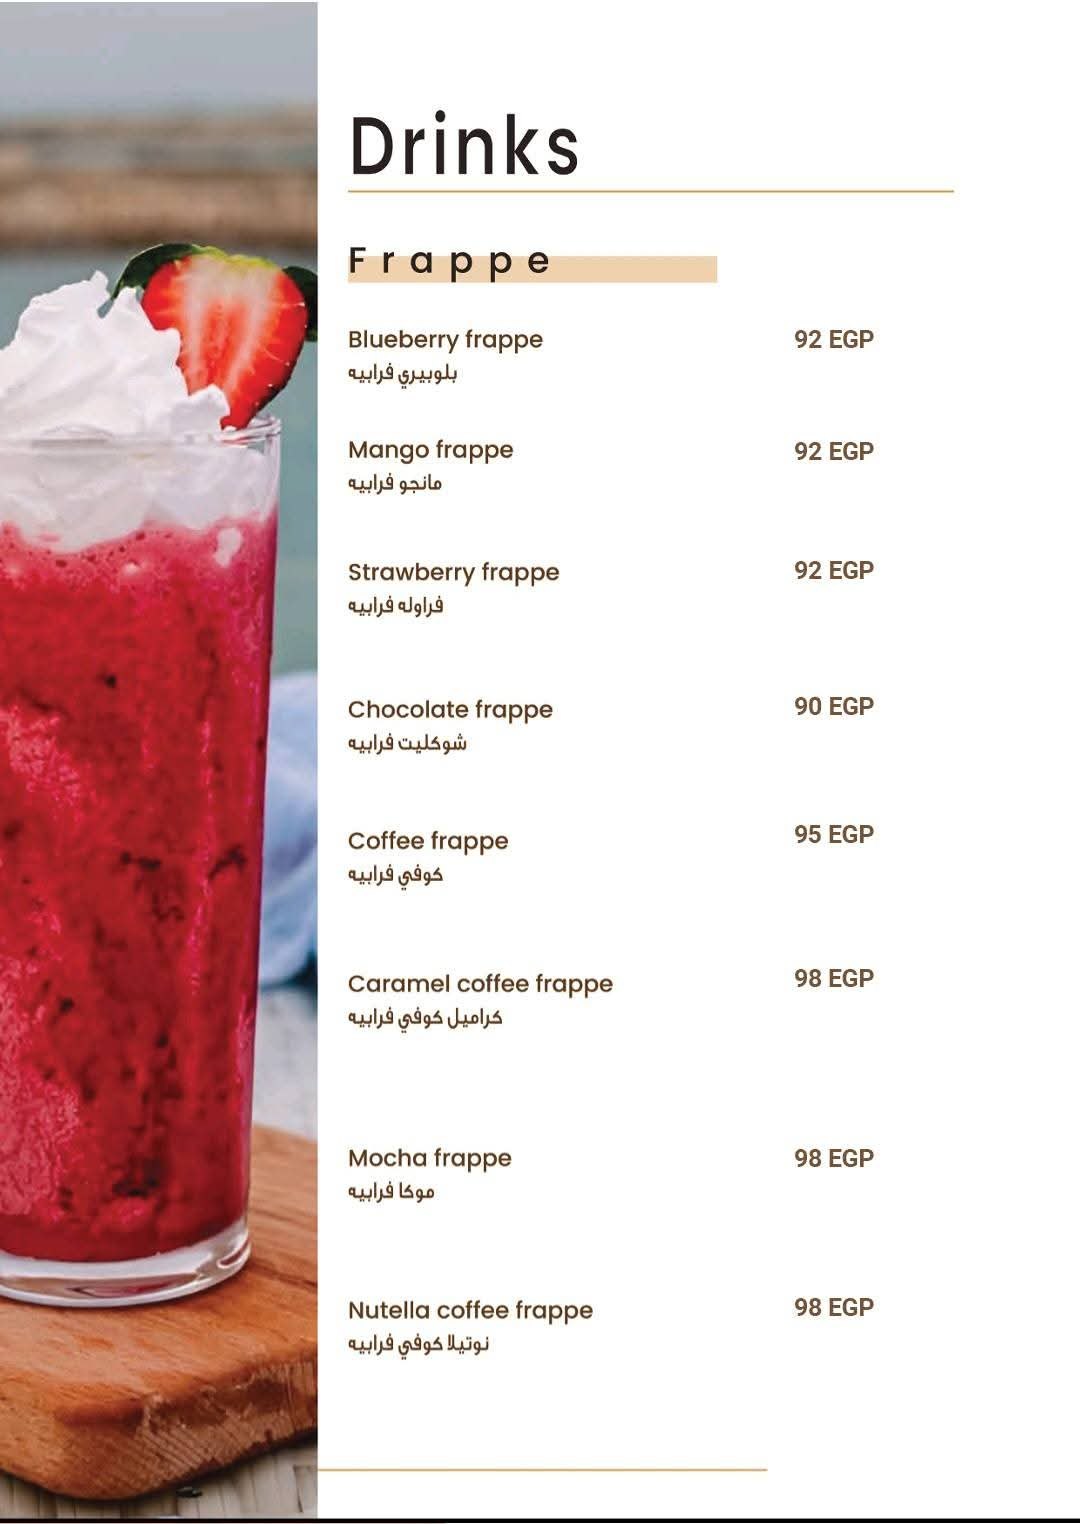 Drinks
Frappe
Blueberry frappe 92 EGP
بلوبيري فرابيه
Mango frappe 92 EGP
مانجو فرابيه
Strawberry frappe 92 EGP
فراوله فرابيه
Chocolate frappe 90 EGP
شوكليت فرابيه
Coffee frappe 95 EGP
كوفي فرابيه
Caramel coffee frappe 98 EGP
كراميل كوفي فرابيه
Mocha frappe 98 EGP
موكا فرابيه
Nutella coffee frappe 98 EGP
نوتيلا كوفي فرابيه